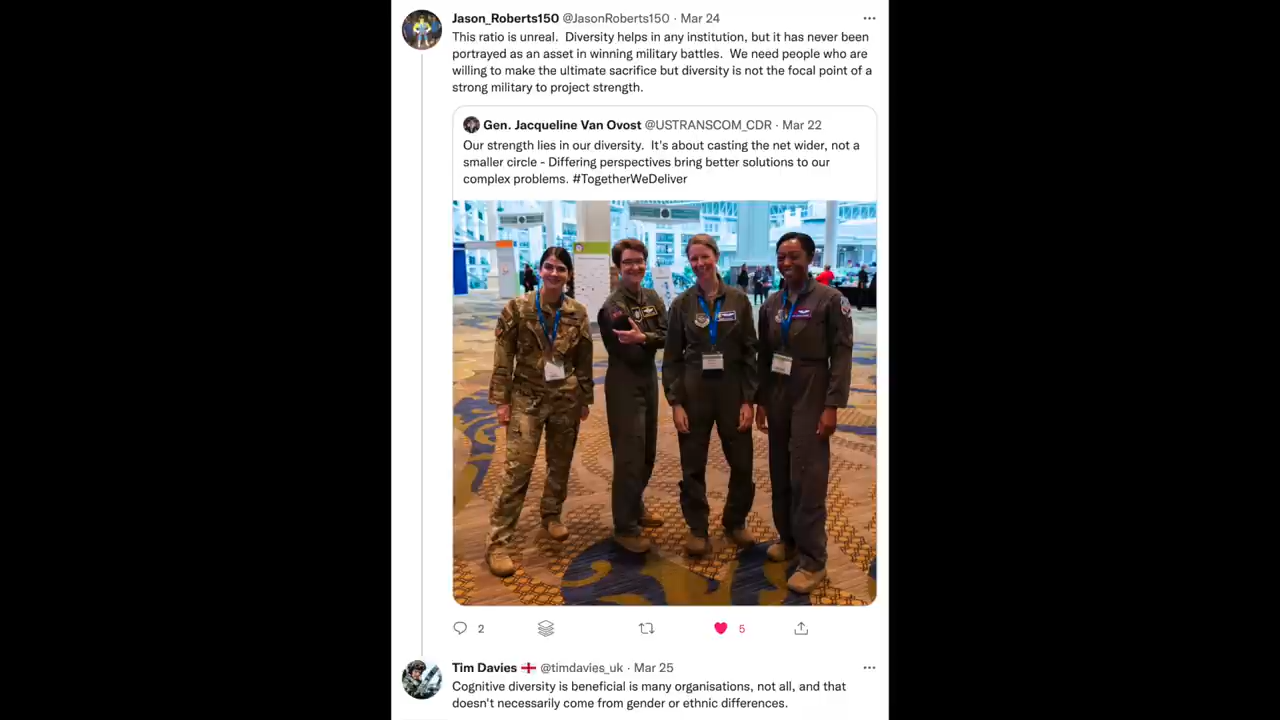 Jason_Roberts150 @JasonRoberts150 · Mar 24
This ratio is unreal.  Diversity helps in any institution, but it has never been
portrayed as an asset in winning military battles.  We need people who are
willing to make the ultimate sacrifice but diversity is not the focal point of a
strong military to project strength.
Gen. Jacqueline Van Ovost @USTRANSCOM_CDR · Mar 22
Our strength lies in our diversity.  It's about casting the net wider, not a
smaller circle - Differing perspectives bring better solutions to our
complex problems. #TogetherWeDeliver
2
5
Tim Davies @timdavies_uk · Mar 25
Cognitive diversity is beneficial is many organisations, not all, and that
doesn't necessarily come from gender or ethnic differences.